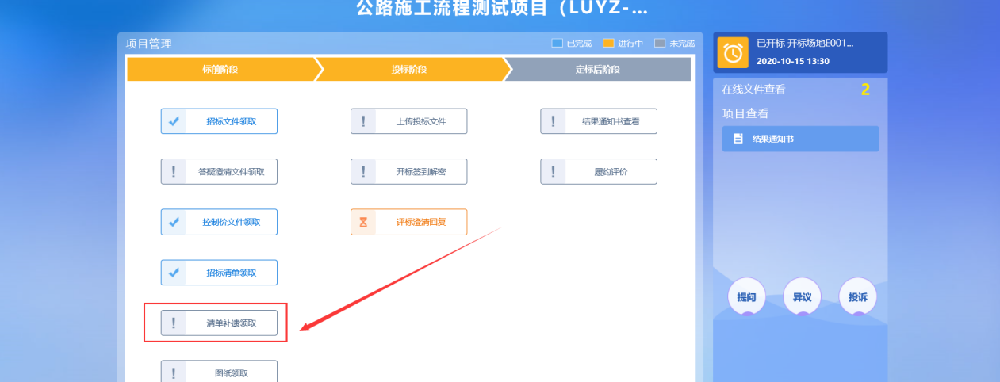 公路施工流程测试项目（LUYZ-...
项目管理
已完成 进行中 未完成
标前阶段 投标阶段 定标后阶段
招标文件领取 上传投标文件 结果通知书查看
答疑澄清文件领取 开标签到解密 履约评价
控制价文件领取 评标澄清回复
招标清单领取
清单补遗领取
图纸领取
已开标 开标场地E001...
2020-10-15 13:30
在线文件查看 2
项目查看
结果通知书
提问 异议 投诉